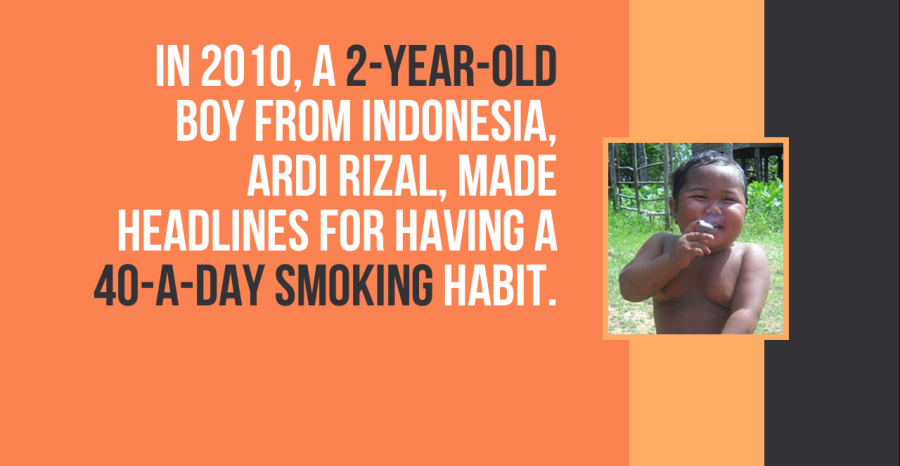 IN 2010, A 2-YEAR-OLD
BOY FROM INDONESIA,
ARDI RIZAL, MADE
HEADLINES FOR HAVING A
40-A-DAY SMOKING HABIT.